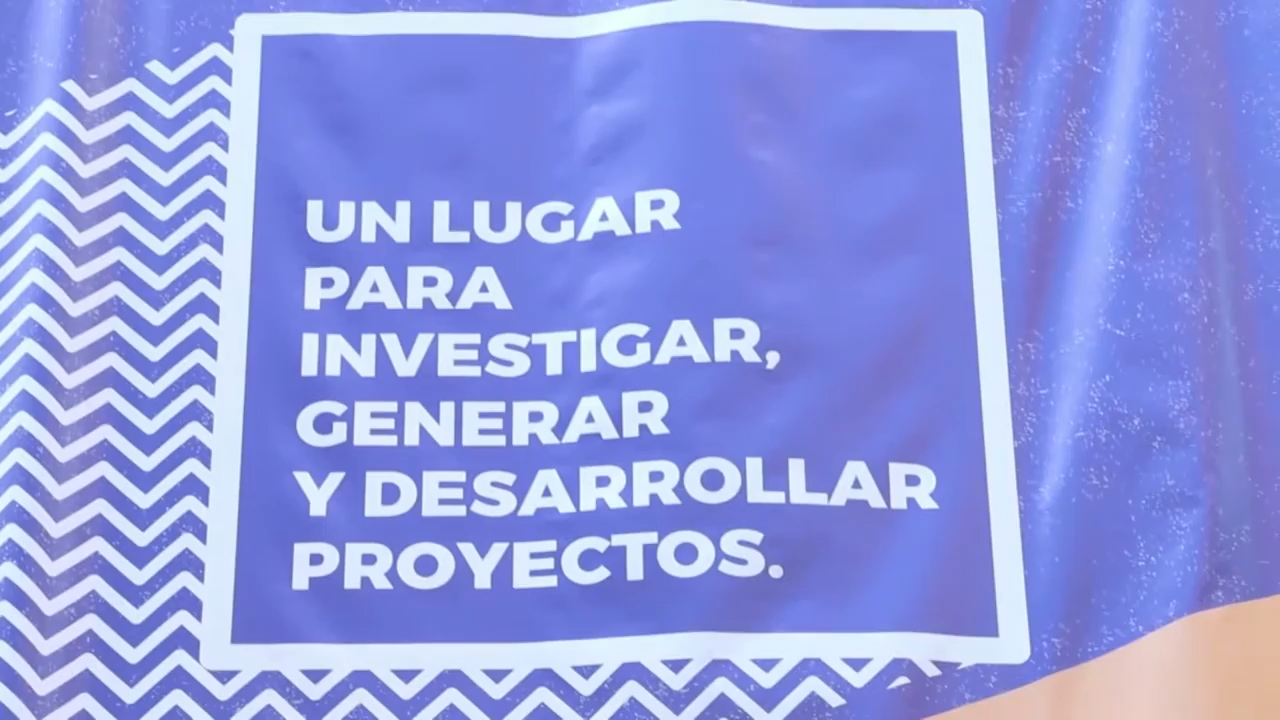 UN LUGAR
PARA
INVESTIGAR,
GENERAR
Y DESARROLLAR
PROYECTOS.